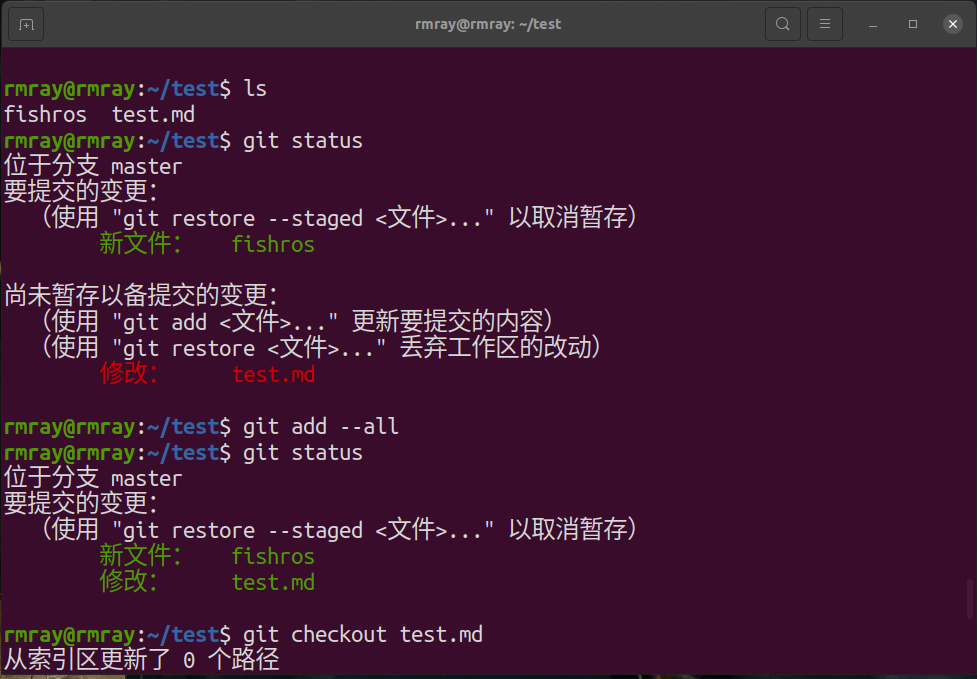 rmray@rmray: ~/test
rmray@rmray:~/test$ ls
fishros  test.md
rmray@rmray:~/test$ git status
位于分支 master
要提交的变更：
  （使用 "git restore --staged <文件>..." 以取消暂存）
        新文件：   fishros
尚未暂存以备提交的变更：
  （使用 "git add <文件>..." 更新要提交的内容）
  （使用 "git restore <文件>..." 丢弃工作区的改动）
        修改：     test.md
rmray@rmray:~/test$ git add --all
rmray@rmray:~/test$ git status
位于分支 master
要提交的变更：
  （使用 "git restore --staged <文件>..." 以取消暂存）
        新文件：   fishros
        修改：     test.md
rmray@rmray:~/test$ git checkout test.md
从索引区更新了 0 个路径